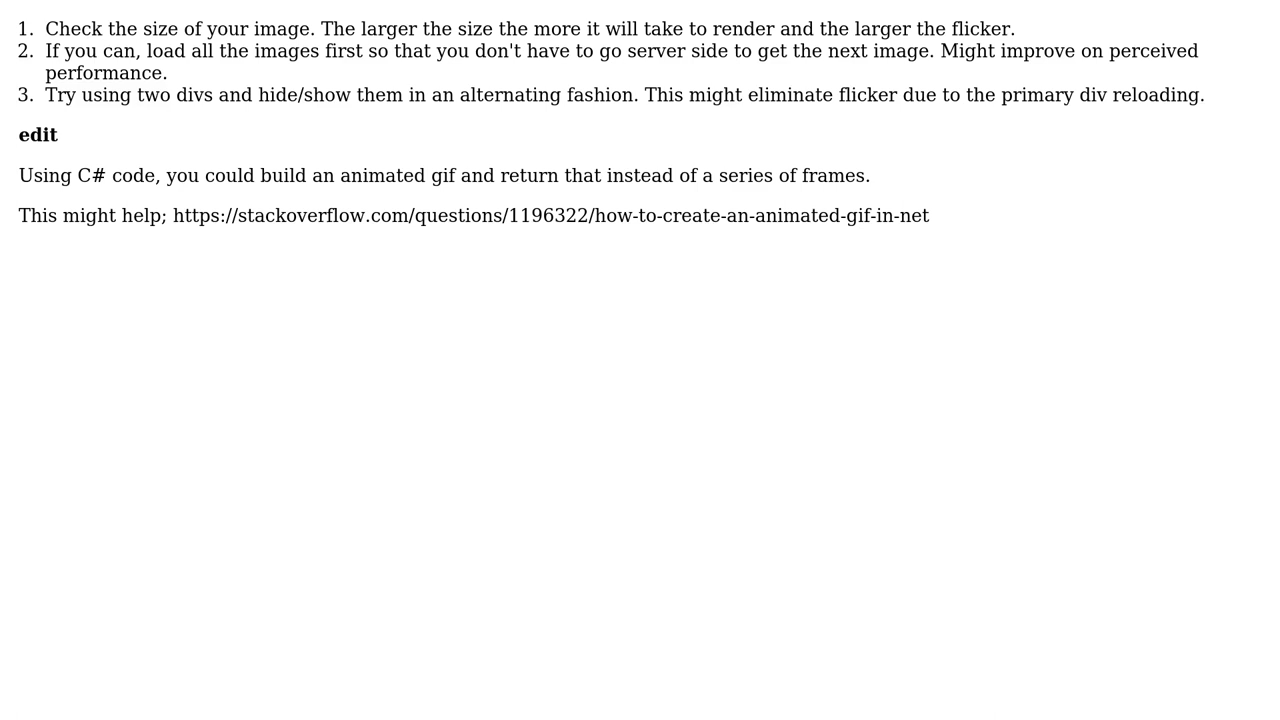 1. Check the size of your image. The larger the size the more it will take to render and the larger the flicker.
2. If you can, load all the images first so that you don't have to go server side to get the next image. Might improve on perceived
performance.
3. Try using two divs and hide/show them in an alternating fashion. This might eliminate flicker due to the primary div reloading.
edit
Using C# code, you could build an animated gif and return that instead of a series of frames.
This might help; https://stackoverflow.com/questions/1196322/how-to-create-an-animated-gif-in-net